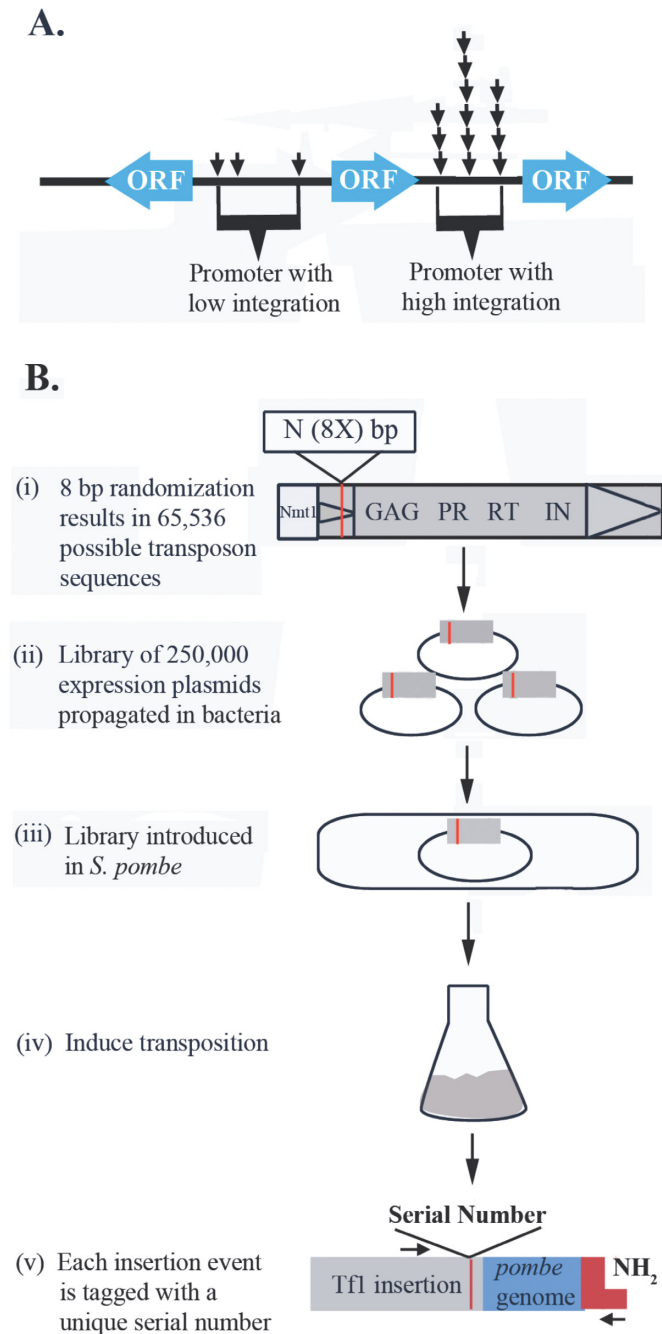 A.
ORF
ORF
ORF
Promoter with
low integration
Promoter with
high integration
B.
N (8X) bp
(i) 8 bp randomization
results in 65,536
possible transposon
sequences
Nmt1
GAG PR RT IN
(ii) Library of 250,000
expression plasmids
propagated in bacteria
(iii) Library introduced
in S. pombe
(iv) Induce transposition
Serial Number
(v) Each insertion event
is tagged with a
unique serial number
Tf1 insertion
pombe
genome
NH2